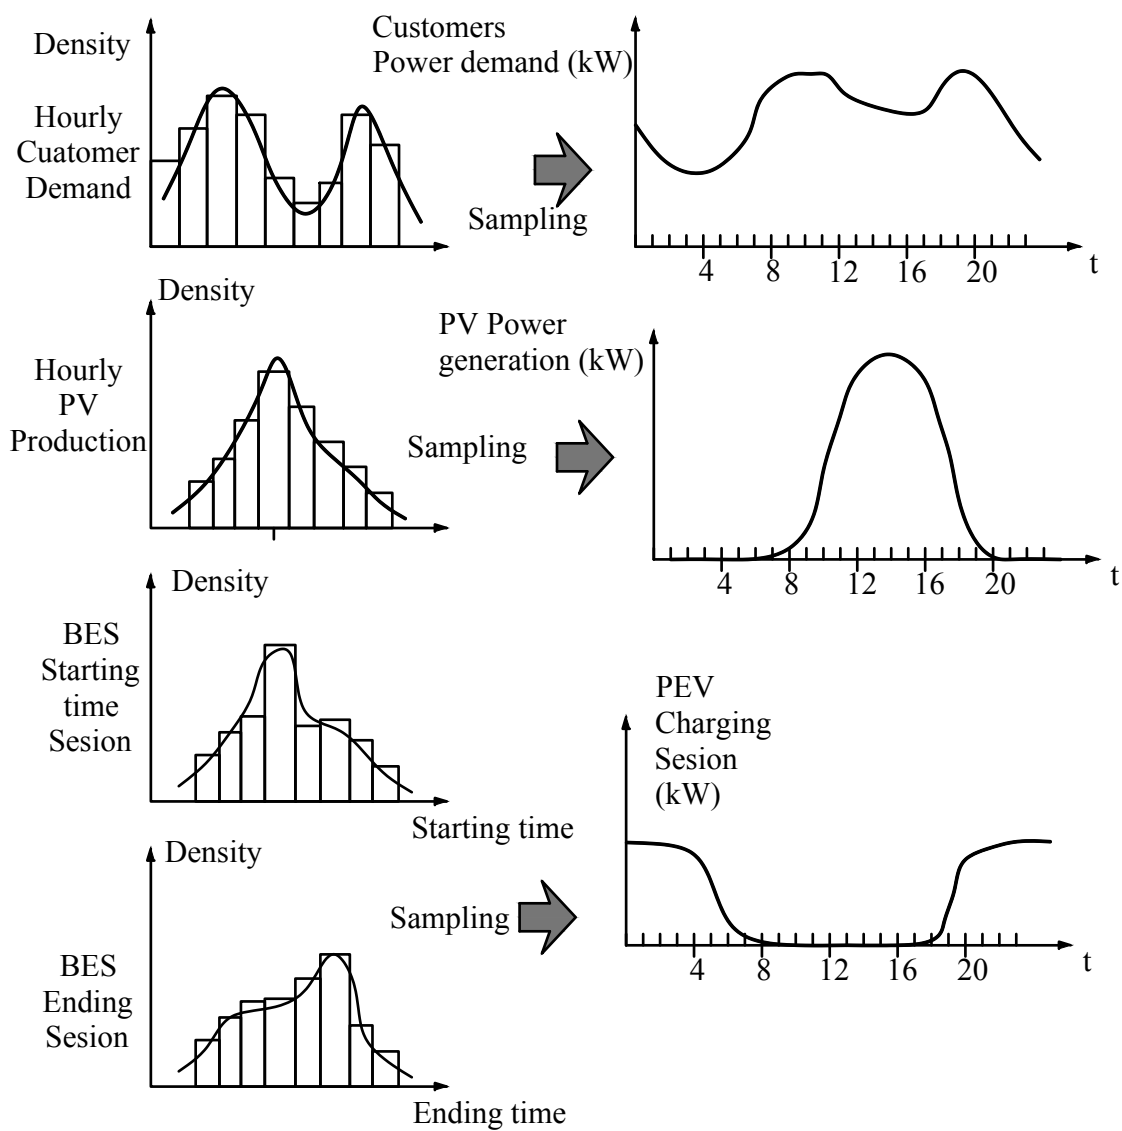 Density
Hourly
Cuatomer
Demand
Customers
Power demand (kW)
Sampling
4 8 12 16 20 t
Density
Hourly
PV
Production
PV Power
generation (kW)
Sampling
4 8 12 16 20 t
Density
BES
Starting
time
Sesion
Starting time
PEV
Charging
Sesion
(kW)
Density
Sampling
4 8 12 16 20 t
BES
Ending
Sesion
Ending time